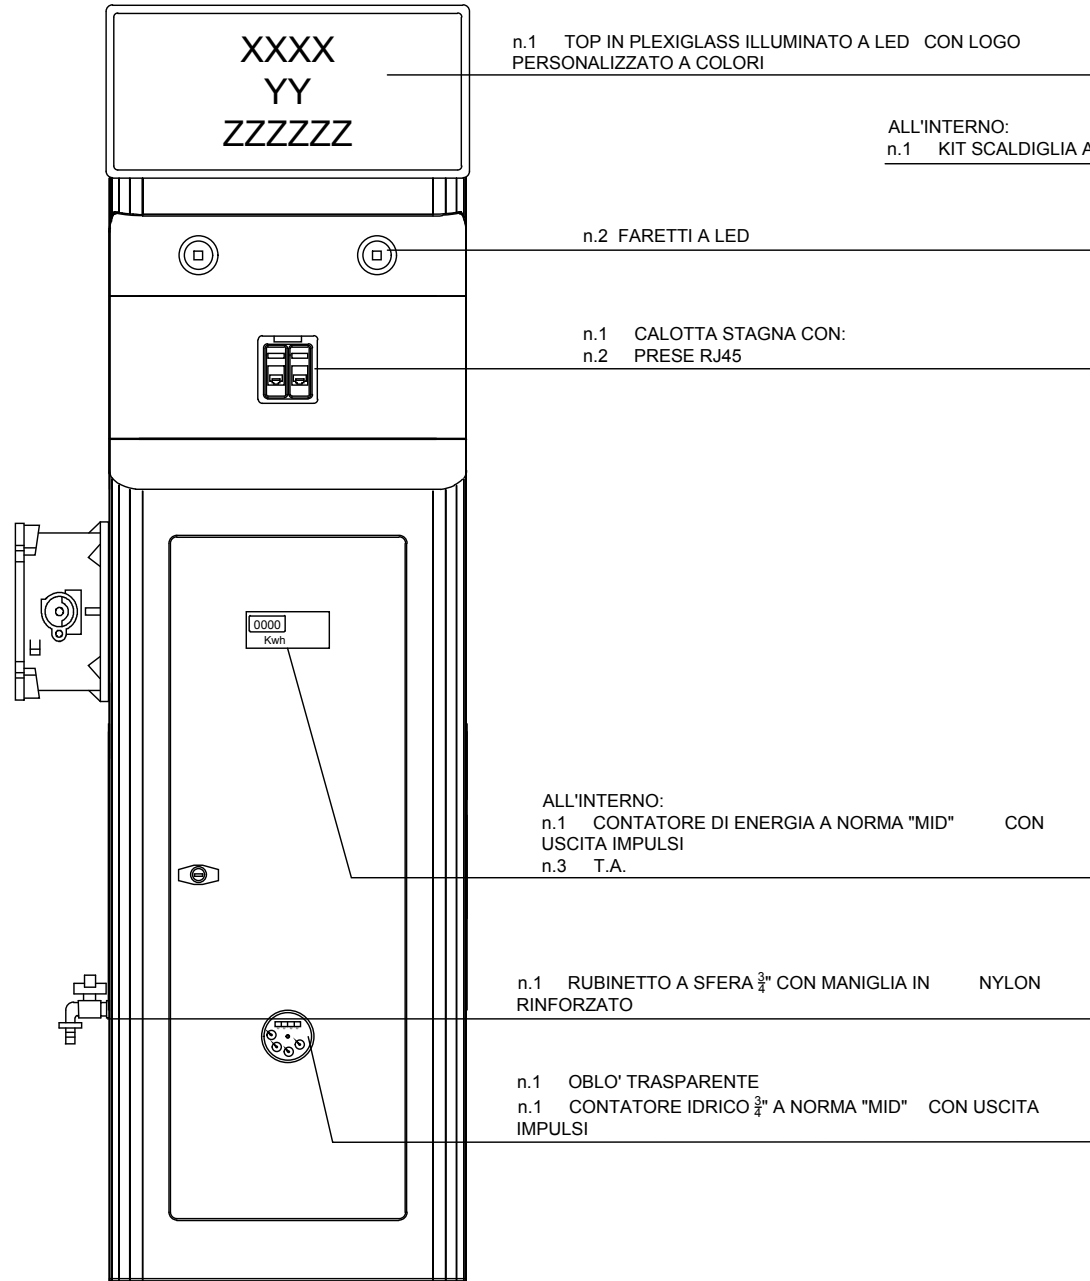 XXXX
YY
ZZZZZZ
n.1 TOP IN PLEXIGLASS ILLUMINATO A LED CON LOGO
PERSONALIZZATO A COLORI
ALL'INTERNO:
n.1 KIT SCALDIGLIA A
n.2 FARETTI A LED
n.1 CALOTTA STAGNA CON:
n.2 PRESE RJ45
0000
Kwh
ALL'INTERNO:
n.1 CONTATORE DI ENERGIA A NORMA "MID" CON
USCITA IMPULSI
n.3 T.A.
n.1 RUBINETTO A SFERA ¾" CON MANIGLIA IN NYLON
RINFORZATO
n.1 OBLO' TRASPARENTE
n.1 CONTATORE IDRICO ¾" A NORMA "MID" CON USCITA
IMPULSI